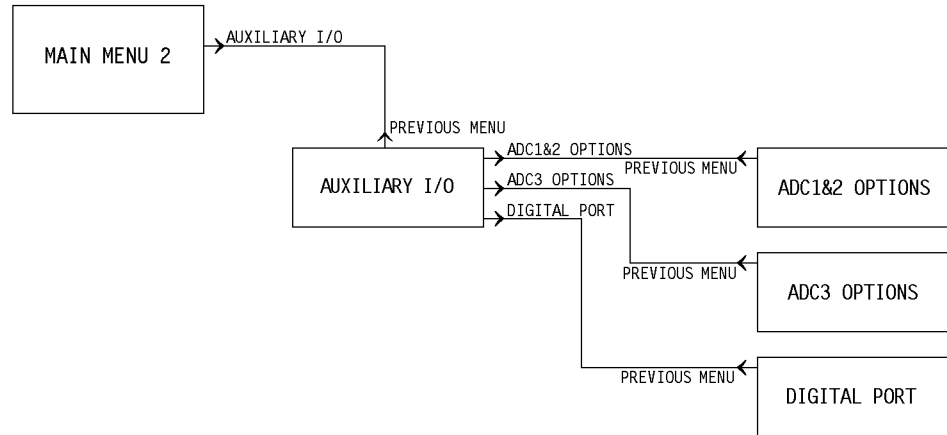 MAIN MENU 2
AUXILIARY I/O
PREVIOUS MENU
AUXILIARY I/O
ADC1&2 OPTIONS
PREVIOUS MENU
ADC1&2 OPTIONS
ADC3 OPTIONS
DIGITAL PORT
PREVIOUS MENU
ADC3 OPTIONS
PREVIOUS MENU
DIGITAL PORT